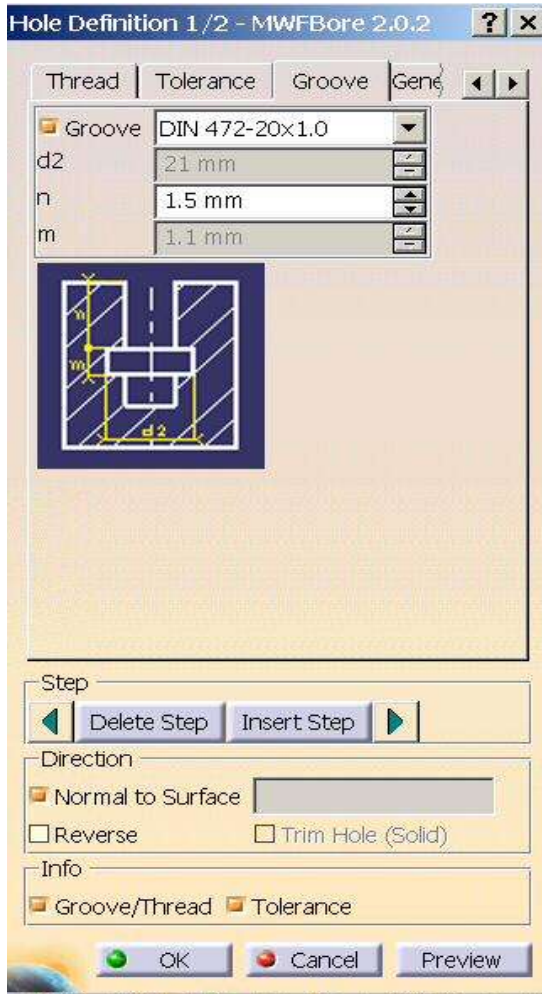 Hole Definition 1/2 - MWFBore 2.0.2 ? ×
Thread Tolerance Groove Gene
Groove DIN 472-20x1.0
d2 21 mm
n 1.5 mm
m 1.1 mm
n
m
d2
Step
Delete Step Insert Step
Direction
Normal to Surface
Reverse Trim Hole (Solid)
Info
Groove/Thread Tolerance
OK Cancel Preview